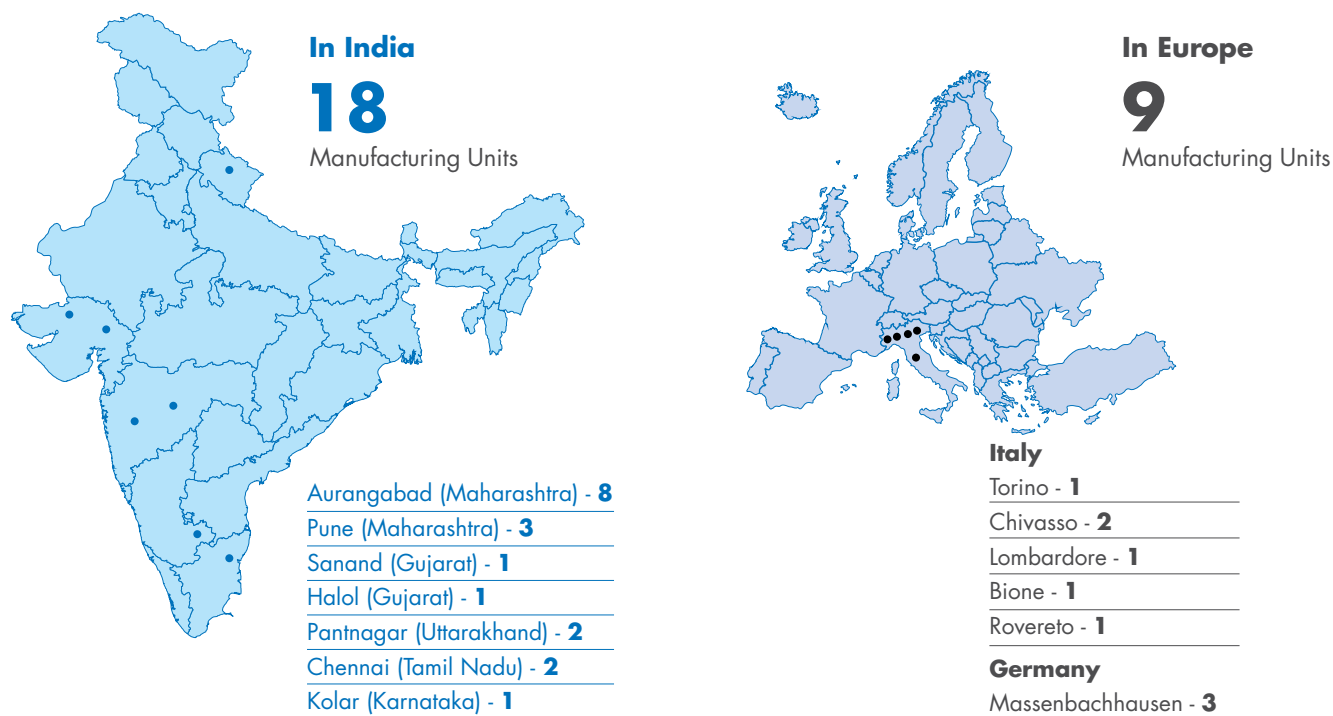 In India
18
Manufacturing Units
Aurangabad (Maharashtra) - 8
Pune (Maharashtra) - 3
Sanand (Gujarat) - 1
Halol (Gujarat) - 1
Pantnagar (Uttarakhand) - 2
Chennai (Tamil Nadu) - 2
Kolar (Karnataka) - 1
In Europe
9
Manufacturing Units
Italy
Torino - 1
Chivasso - 2
Lombardore - 1
Bione - 1
Rovereto - 1
Germany
Massenbachhausen - 3